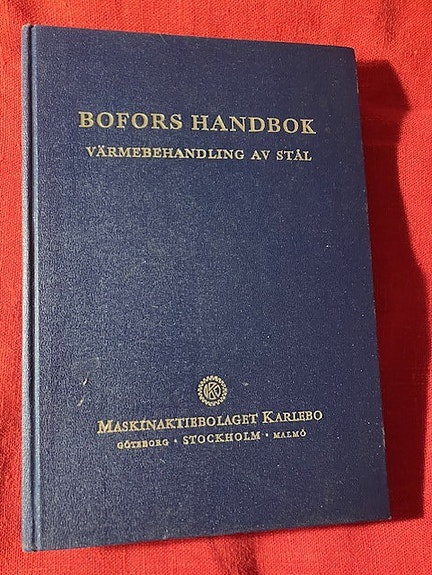 BOFORS HANDBOK
VÄRMEBEHANDLING AV STÅL
MASKINAKTIEBOLAGET KARLEBO
GÖTEBORG · STOCKHOLM · MALMÖ